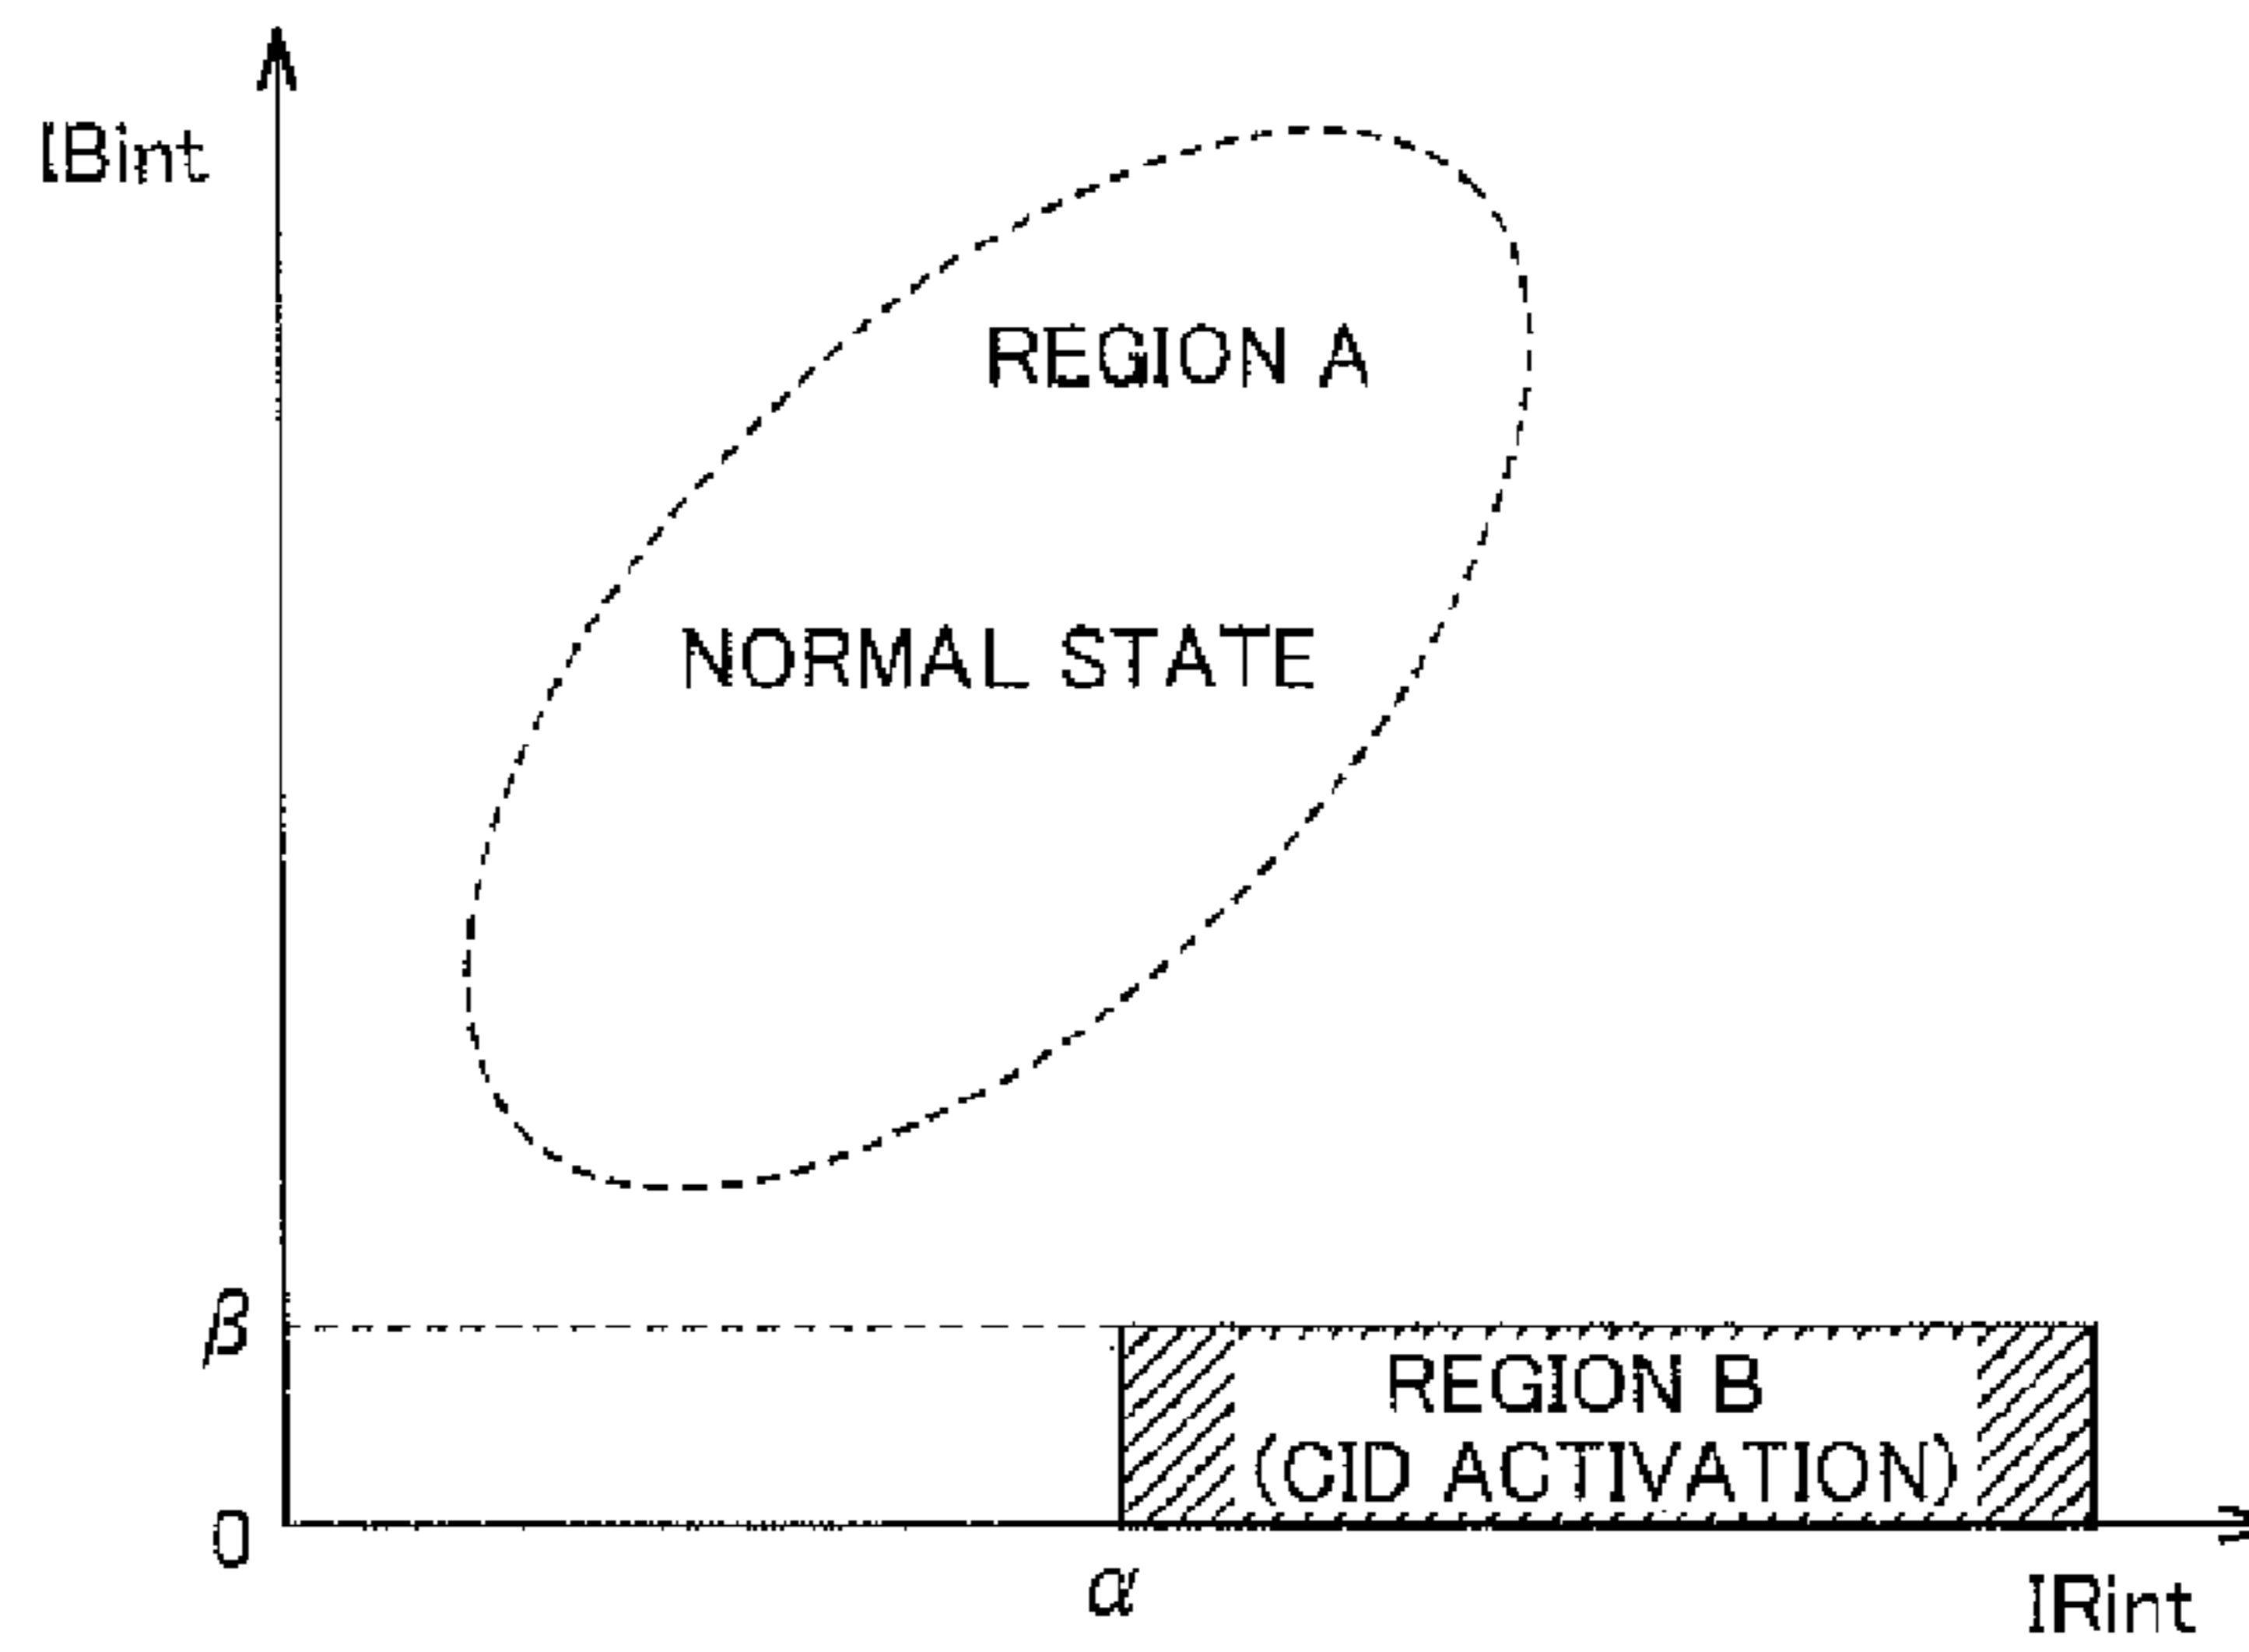 IBint
REGION A
NORMAL STATE
β
REGION B
(CID ACTIVATION)
0
α
IRint